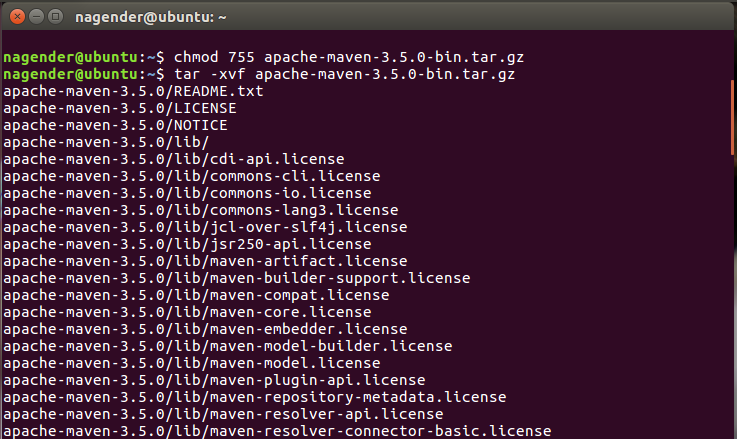 nagender@ubuntu: ~
nagender@ubuntu:~$ chmod 755 apache-maven-3.5.0-bin.tar.gz
nagender@ubuntu:~$ tar -xvf apache-maven-3.5.0-bin.tar.gz
apache-maven-3.5.0/README.txt
apache-maven-3.5.0/LICENSE
apache-maven-3.5.0/NOTICE
apache-maven-3.5.0/lib/
apache-maven-3.5.0/lib/cdi-api.license
apache-maven-3.5.0/lib/commons-cli.license
apache-maven-3.5.0/lib/commons-io.license
apache-maven-3.5.0/lib/commons-lang3.license
apache-maven-3.5.0/lib/jcl-over-slf4j.license
apache-maven-3.5.0/lib/jsr250-api.license
apache-maven-3.5.0/lib/maven-artifact.license
apache-maven-3.5.0/lib/maven-builder-support.license
apache-maven-3.5.0/lib/maven-compat.license
apache-maven-3.5.0/lib/maven-core.license
apache-maven-3.5.0/lib/maven-embedder.license
apache-maven-3.5.0/lib/maven-model-builder.license
apache-maven-3.5.0/lib/maven-model.license
apache-maven-3.5.0/lib/maven-plugin-api.license
apache-maven-3.5.0/lib/maven-repository-metadata.license
apache-maven-3.5.0/lib/maven-resolver-api.license
apache-maven-3.5.0/lib/maven-resolver-connector-basic.license